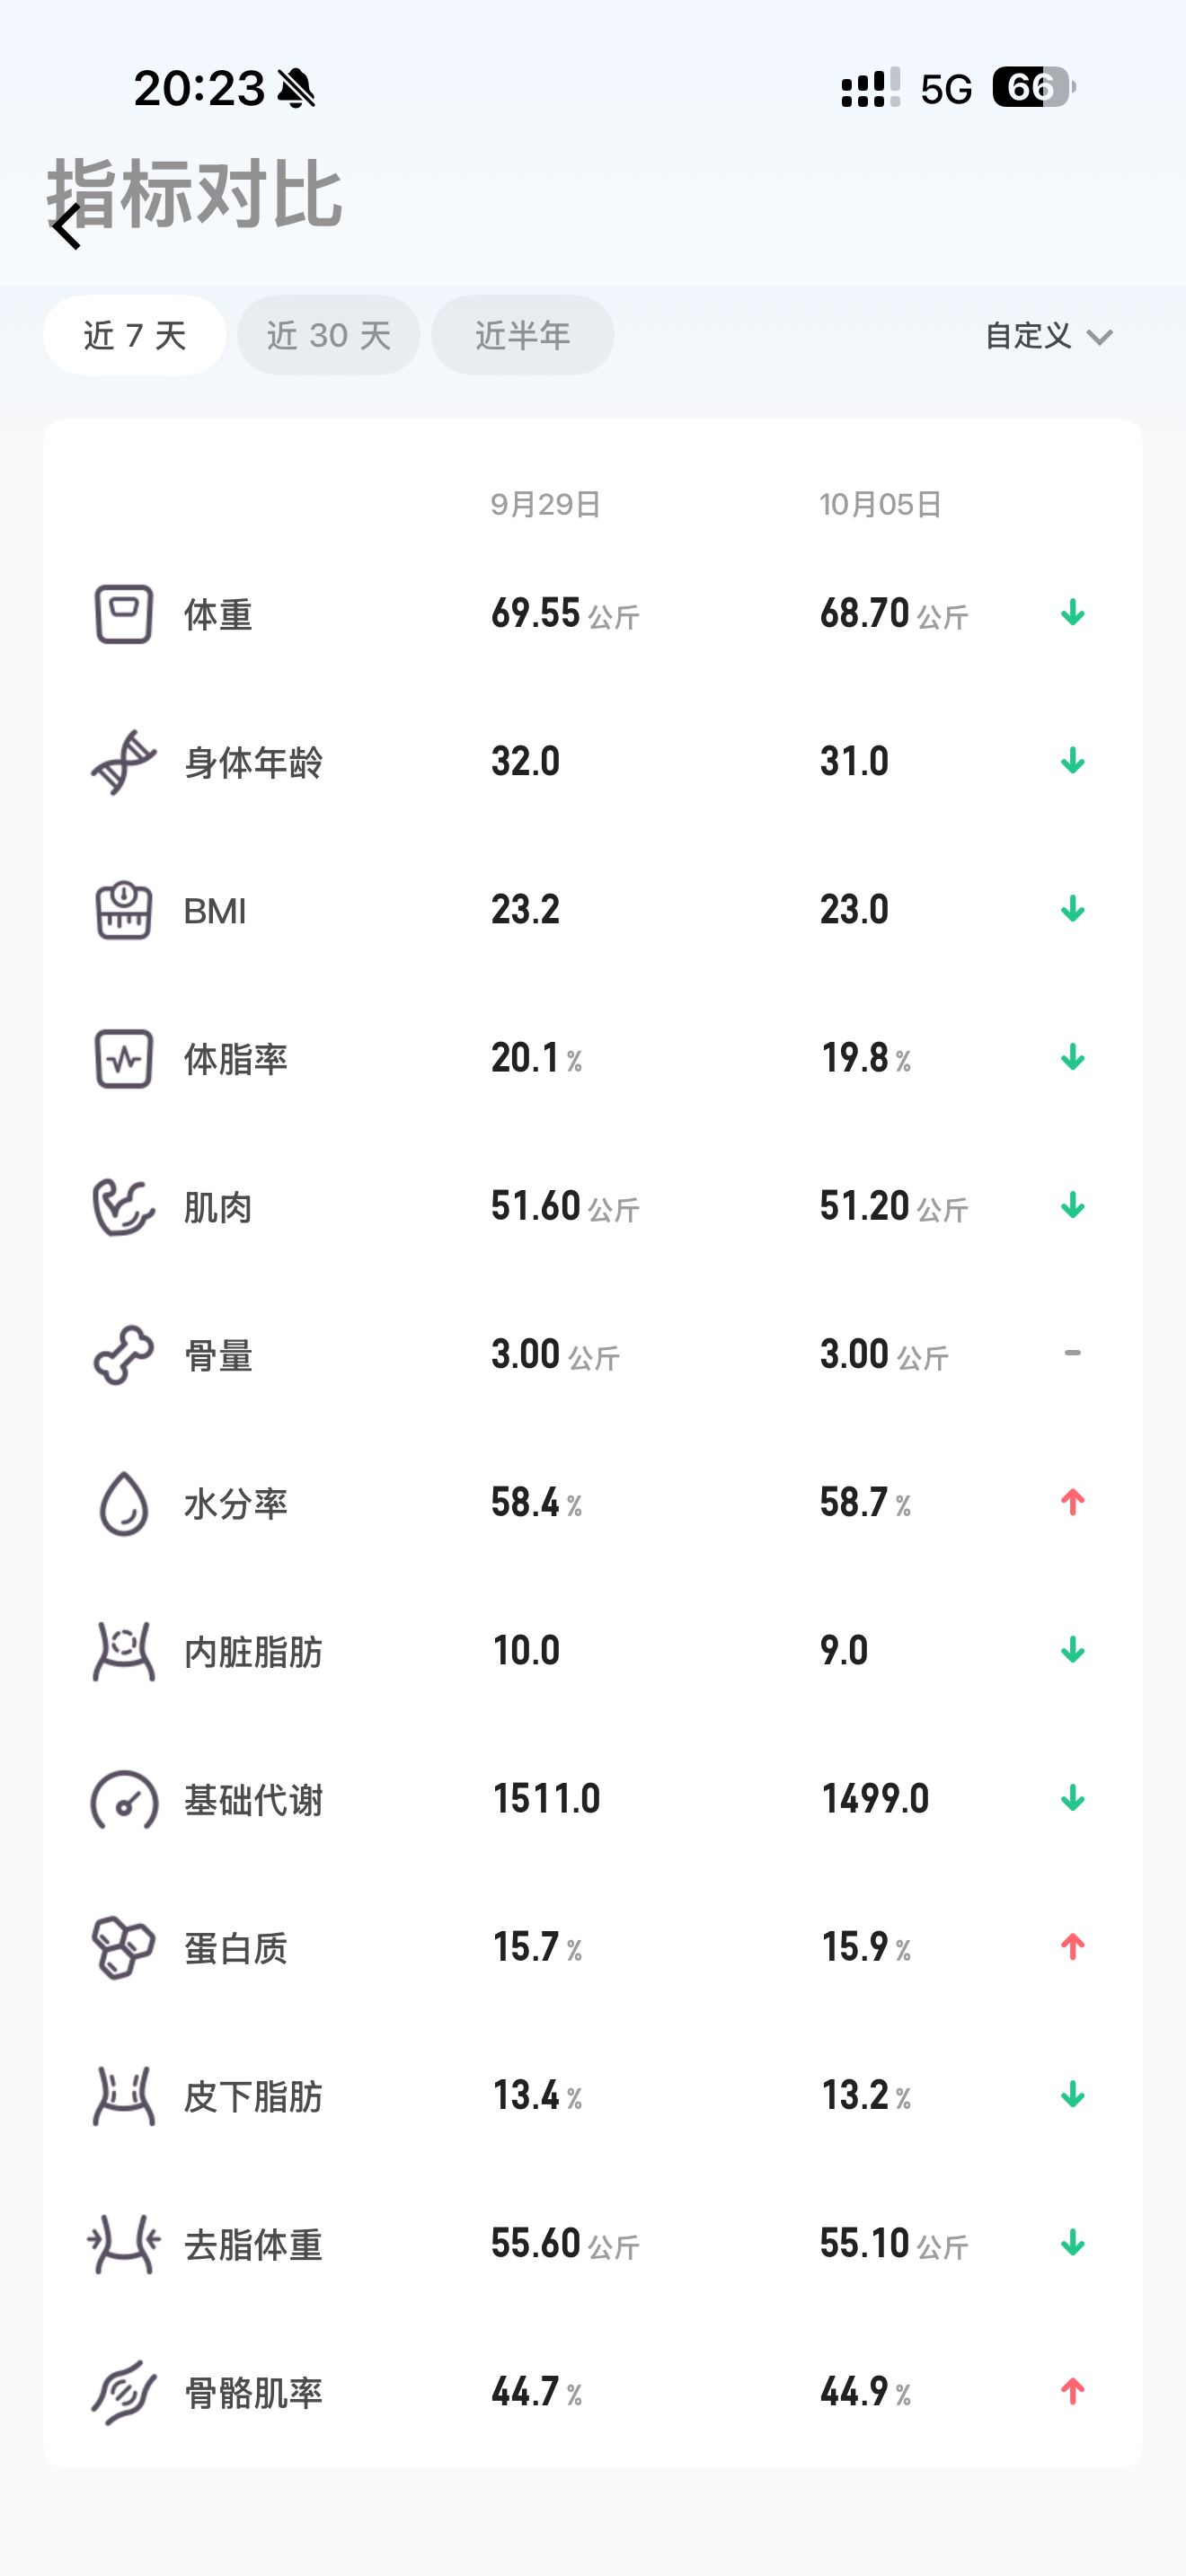 20:23 5G 66
指标对比
近 7 天 近 30 天 近半年 自定义
9月29日 10月05日
体重 69.55 公斤 68.70 公斤
身体年龄 32.0 31.0
BMI 23.2 23.0
体脂率 20.1 % 19.8 %
肌肉 51.60 公斤 51.20 公斤
骨量 3.00 公斤 3.00 公斤 -
水分率 58.4 % 58.7 %
内脏脂肪 10.0 9.0
基础代谢 1511.0 1499.0
蛋白质 15.7 % 15.9 %
皮下脂肪 13.4 % 13.2 %
去脂体重 55.60 公斤 55.10 公斤
骨骼肌率 44.7 % 44.9 %